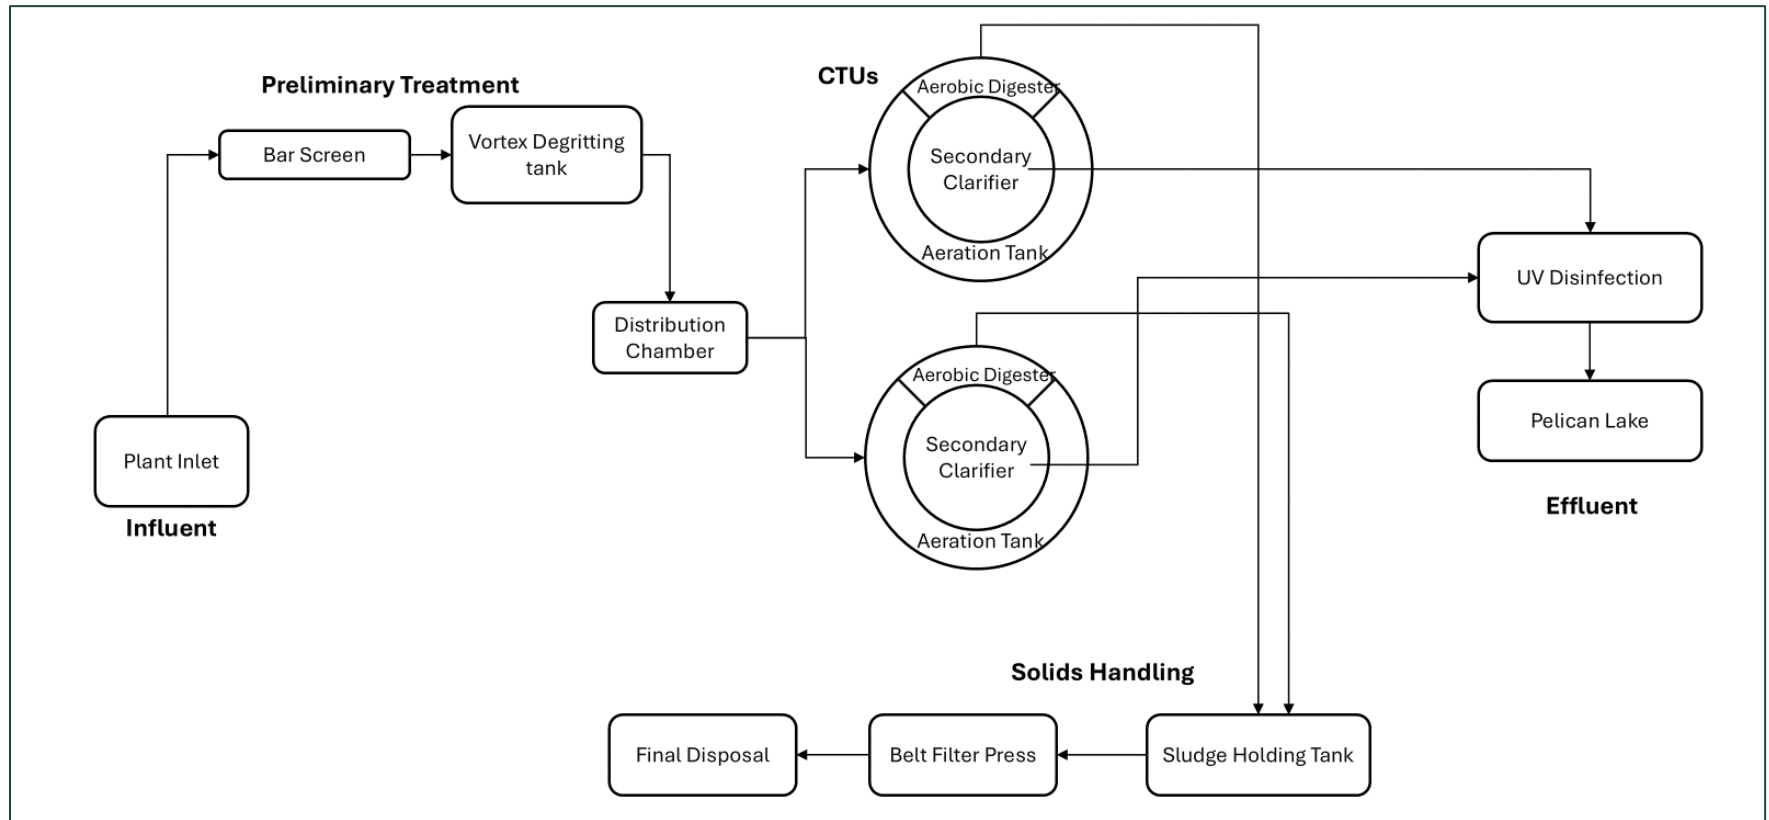 Preliminary Treatment
Bar Screen
Vortex Degritting
tank
Distribution
Chamber
Plant Inlet
Influent
CTUs
Aerobic Digester
Secondary
Clarifier
Aeration Tank
Aerobic Digester
Secondary
Clarifier
Aeration Tank
UV Disinfection
Pelican Lake
Effluent
Solids Handling
Final Disposal
Belt Filter Press
Sludge Holding Tank